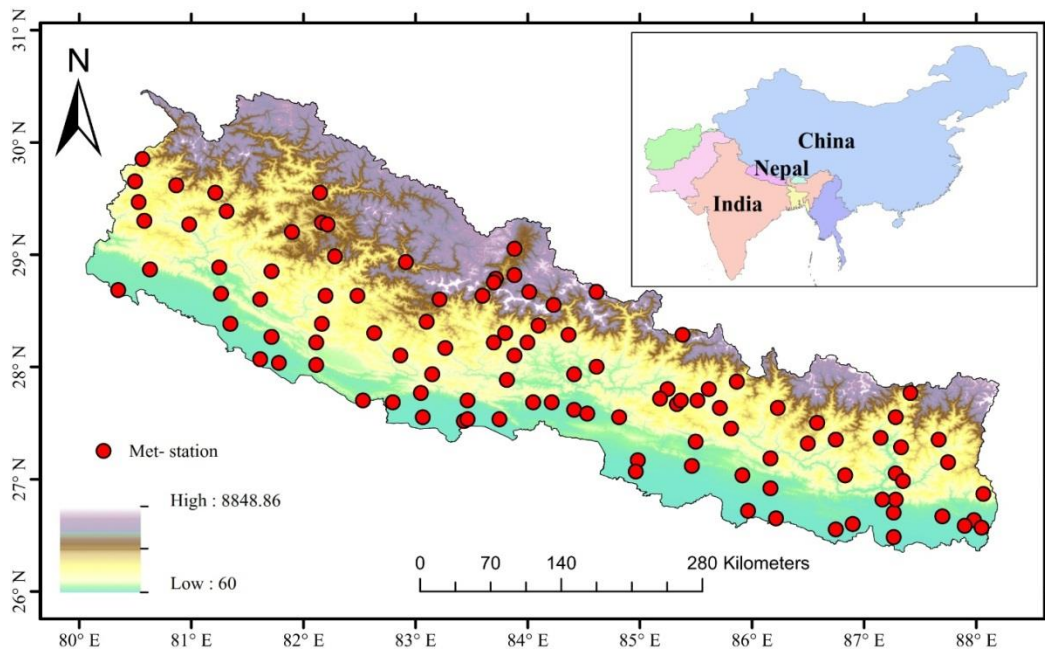 31° N
30° N
29° N
28° N
27° N
26° N
N
China
Nepal
India
Met- station
High : 8848.86
Low : 60
0 70 140 280 Kilometers
80° E 81° E 82° E 83° E 84° E 85° E 86° E 87° E 88° E